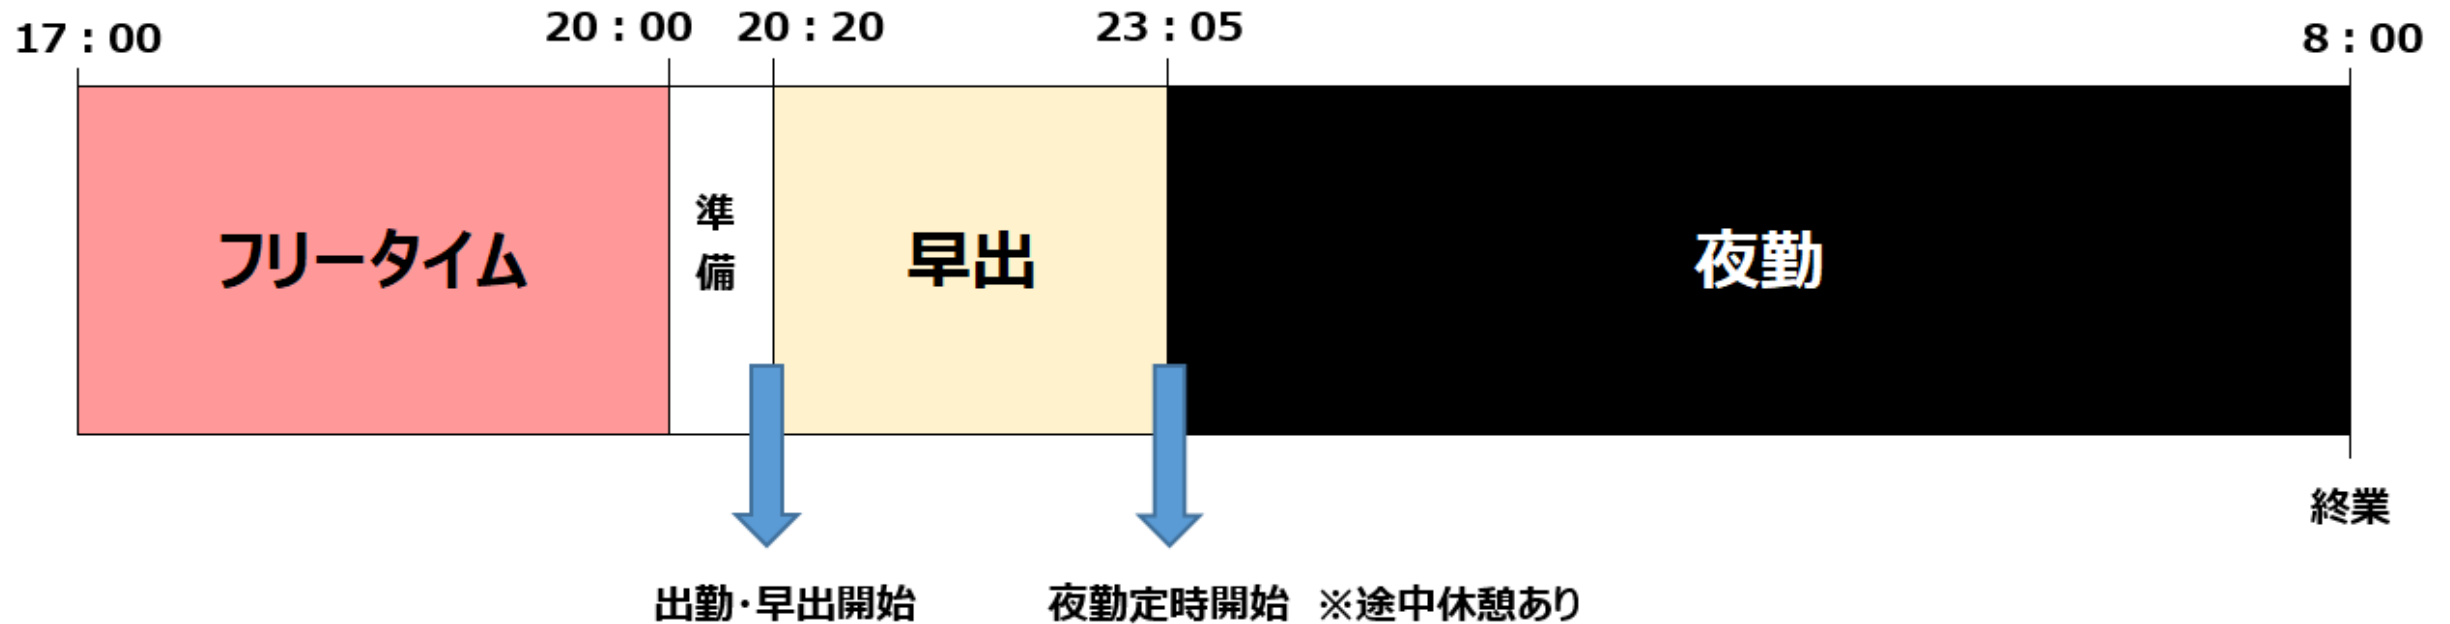 17：00
20：00
20：20
23：05
8：00
フリータイム
準備
早出
夜勤
終業
出勤・早出開始
夜勤定時開始　※途中休憩あり